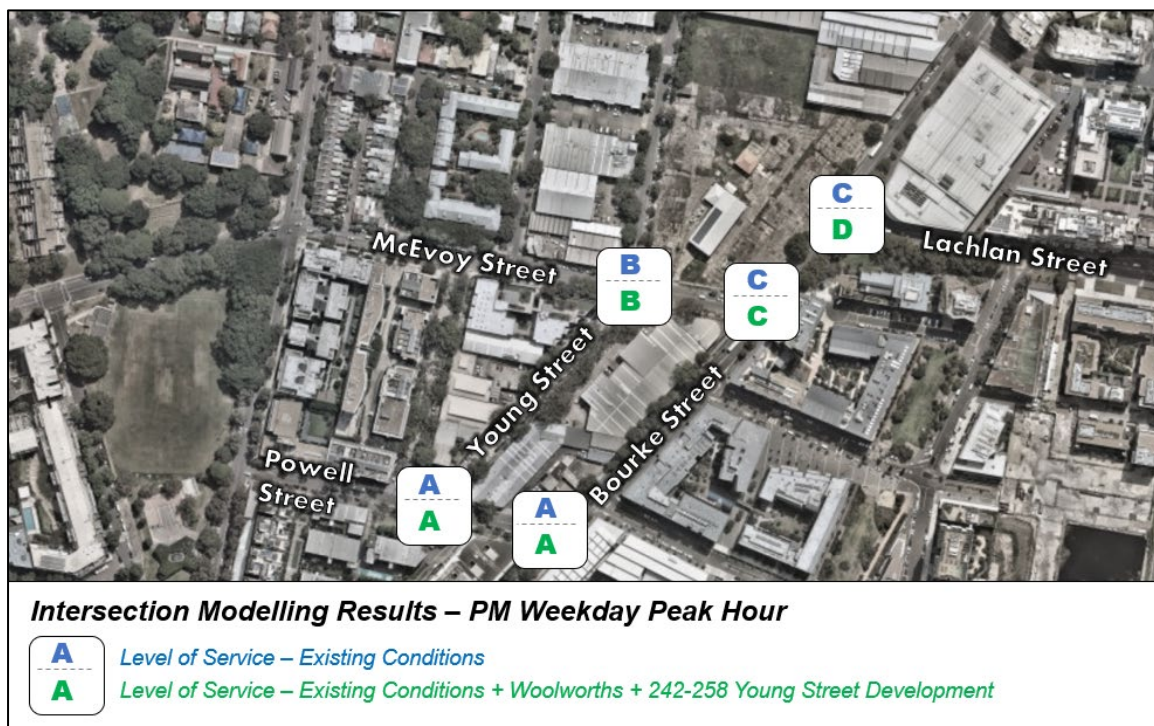 C
D
Lachlan Street
McEvoy Street
B
B
C
C
Young Street
Bourke Street
Powell
Street
A
A
A
A
Intersection Modelling Results – PM Weekday Peak Hour
A
Level of Service – Existing Conditions
A
Level of Service – Existing Conditions + Woolworths + 242-258 Young Street Development